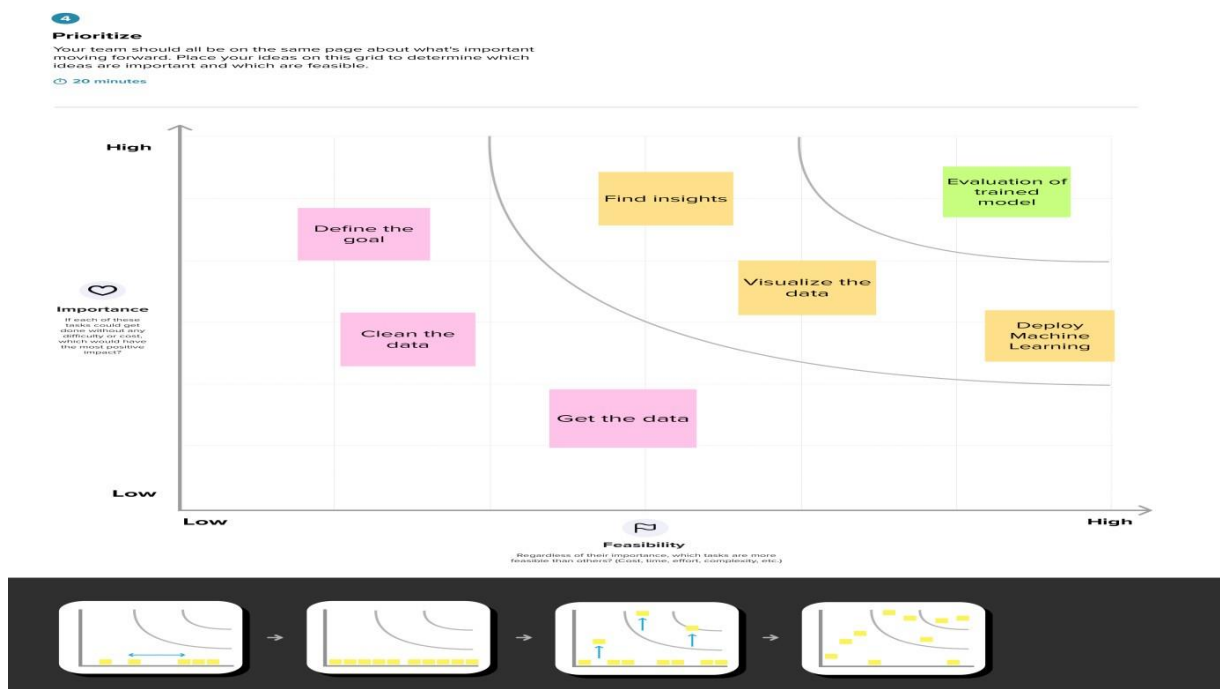 4
Prioritize
Your team should all be on the same page about what's important
moving forward. Place your ideas on this grid to determine which
ideas are important and which are feasible.
20 minutes
High
Evaluation of
trained
model
Find insights
Define the
goal
Visualize the
data
Importance
If each of these
tasks could get
done without any
difficulty or cost,
which would have
the most positive
impact?
Clean the
data
Deploy
Machine
Learning
Get the data
Low
Low
High
Feasibility
Regardless of their importance, which tasks are more
feasible than others? (Cost, time, effort, complexity, etc.)